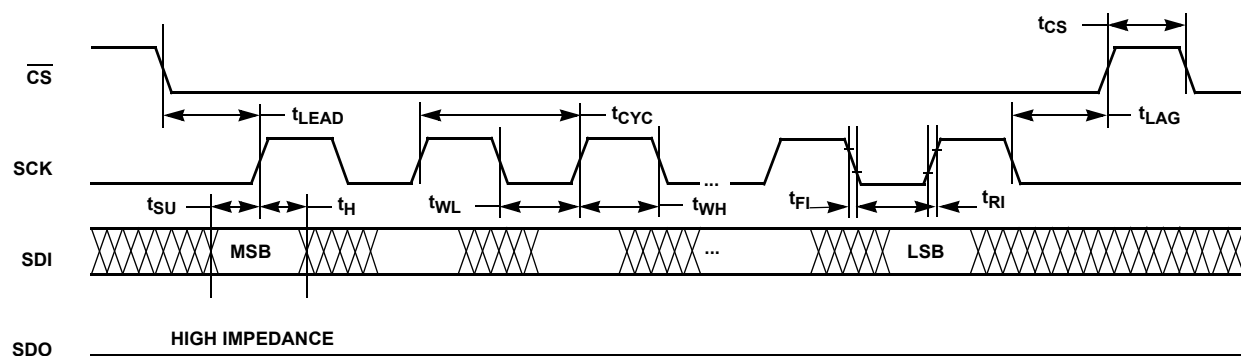 tCS
CS
tLEAD
tCYC
tLAG
SCK
...
tSU
tH
tWL
tWH
tFI
tRI
SDI
MSB
...
LSB
HIGH IMPEDANCE
SDO